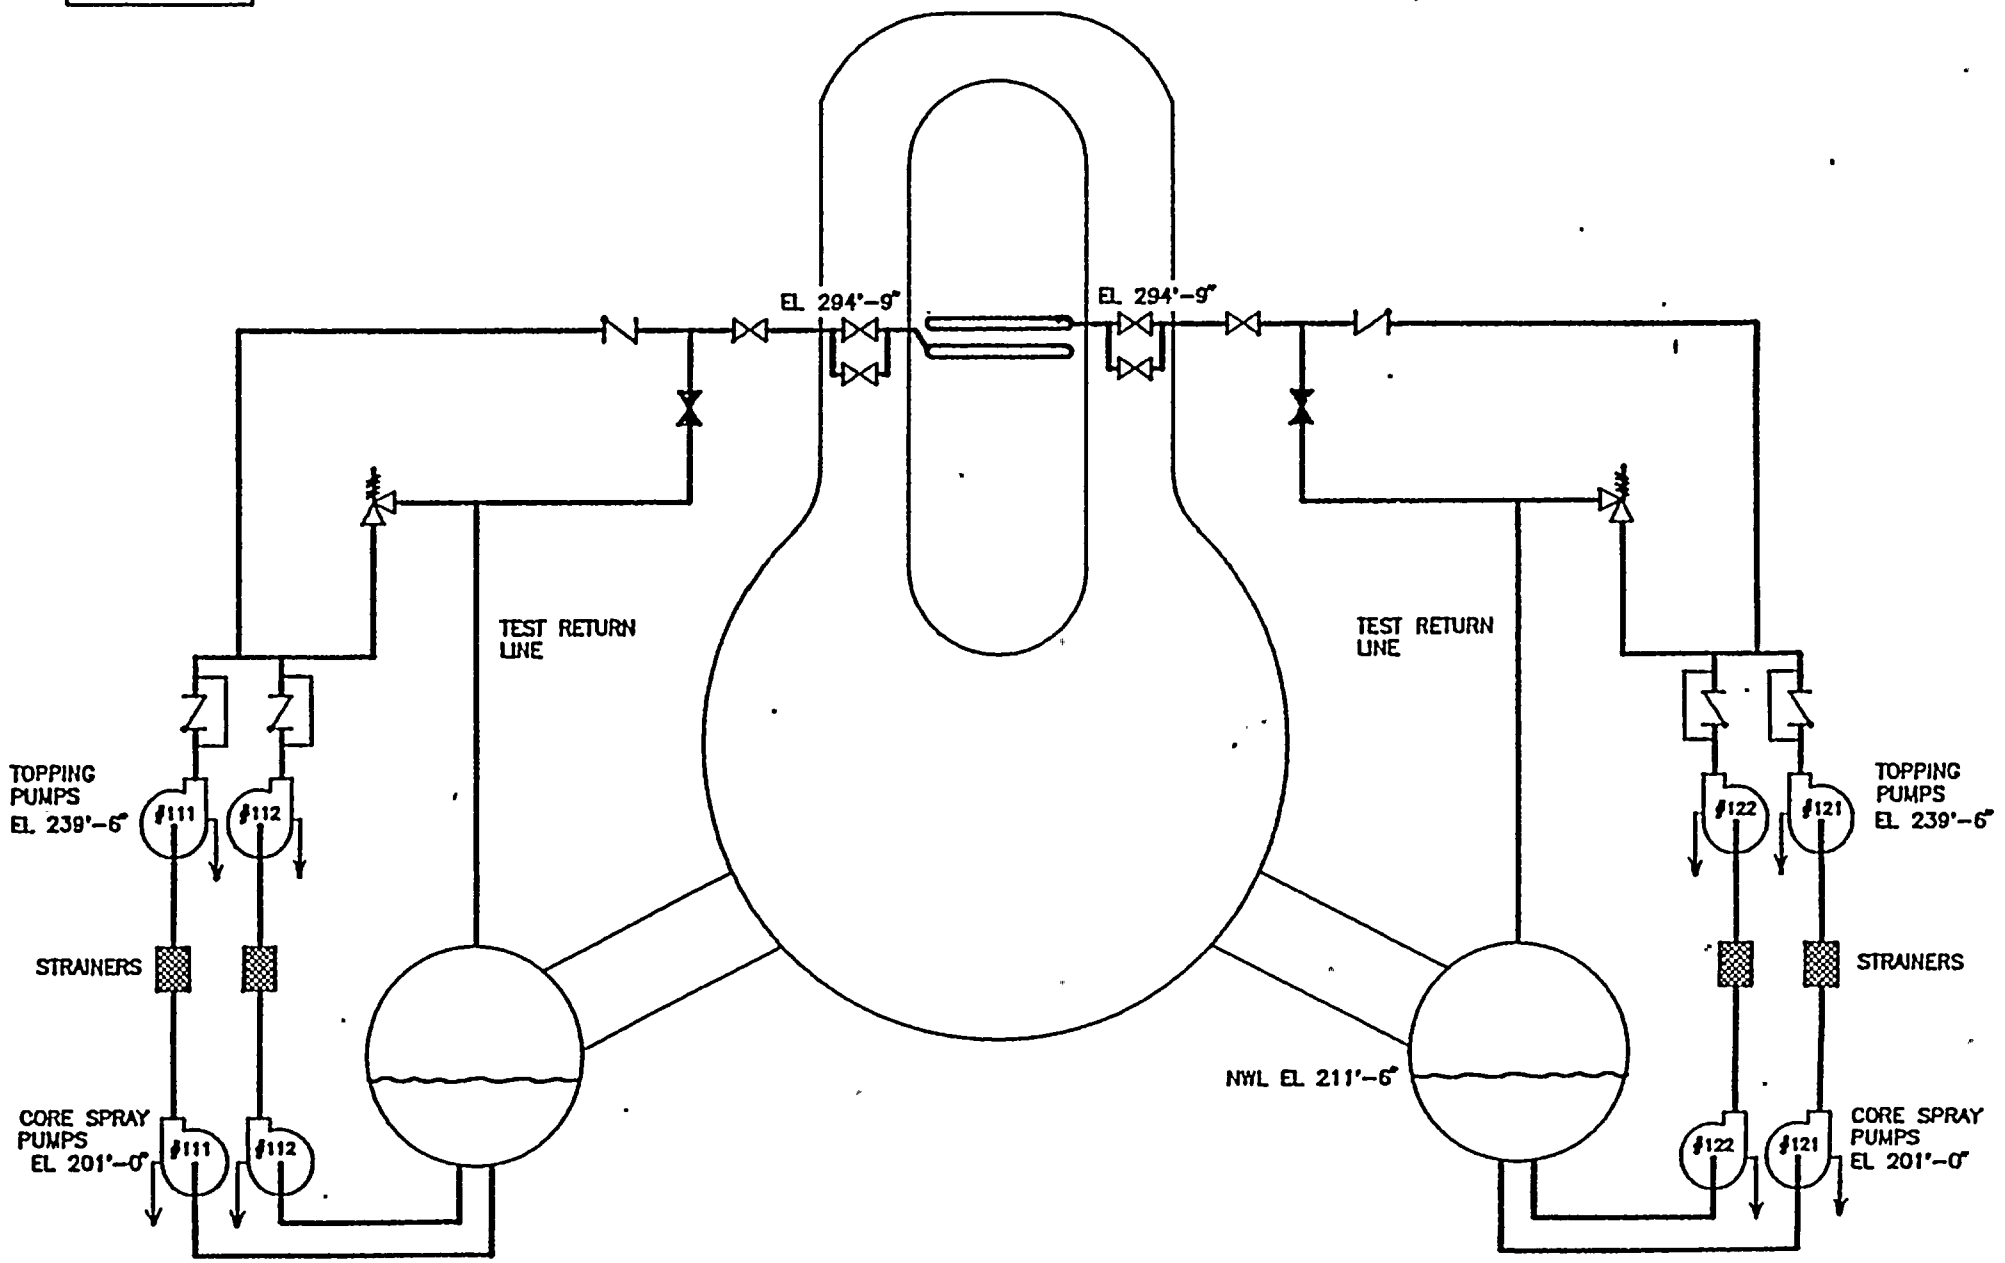 EL 294'-9"
EL 294'-9"
TEST RETURN
LINE
TEST RETURN
LINE
TOPPING
PUMPS
EL 239'-6"
#111
#112
#122
#121
TOPPING
PUMPS
EL 239'-6"
STRAINERS
STRAINERS
NWL EL 211'-6"
CORE SPRAY
PUMPS
EL 201'-0"
#111
#112
#122
#121
CORE SPRAY
PUMPS
EL 201'-0"